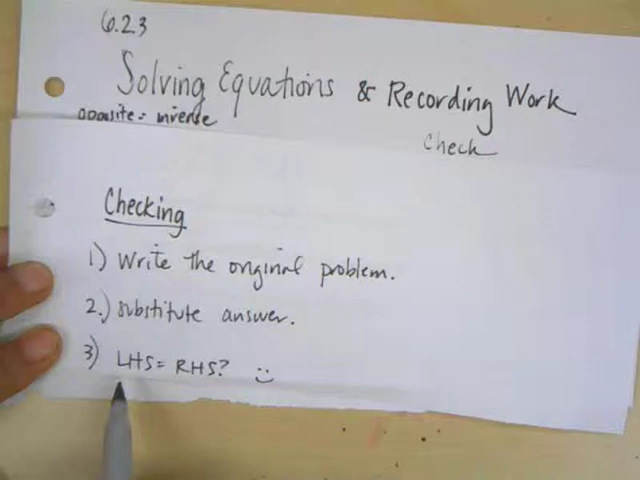 6.2.3
Solving Equations & Recording Work
opposite = inverse
Check
Checking
1) Write the original problem.
2.) Substitute answer.
3) LHS = RHS? :)